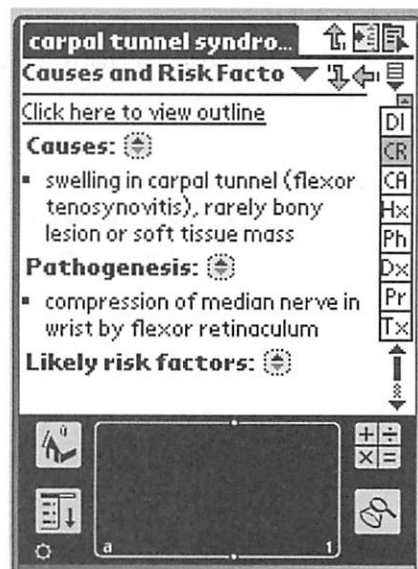 carpal tunnel syndro...
Causes and Risk Facto
Click here to view outline
Causes:
▪ swelling in carpal tunnel (flexor
tenosynovitis), rarely bony
lesion or soft tissue mass
Pathogenesis:
▪ compression of median nerve in
wrist by flexor retinaculum
Likely risk factors:
DI
CR
CA
Hx
Ph
Dx
Pr
Tx
+ ÷
× =
a
1